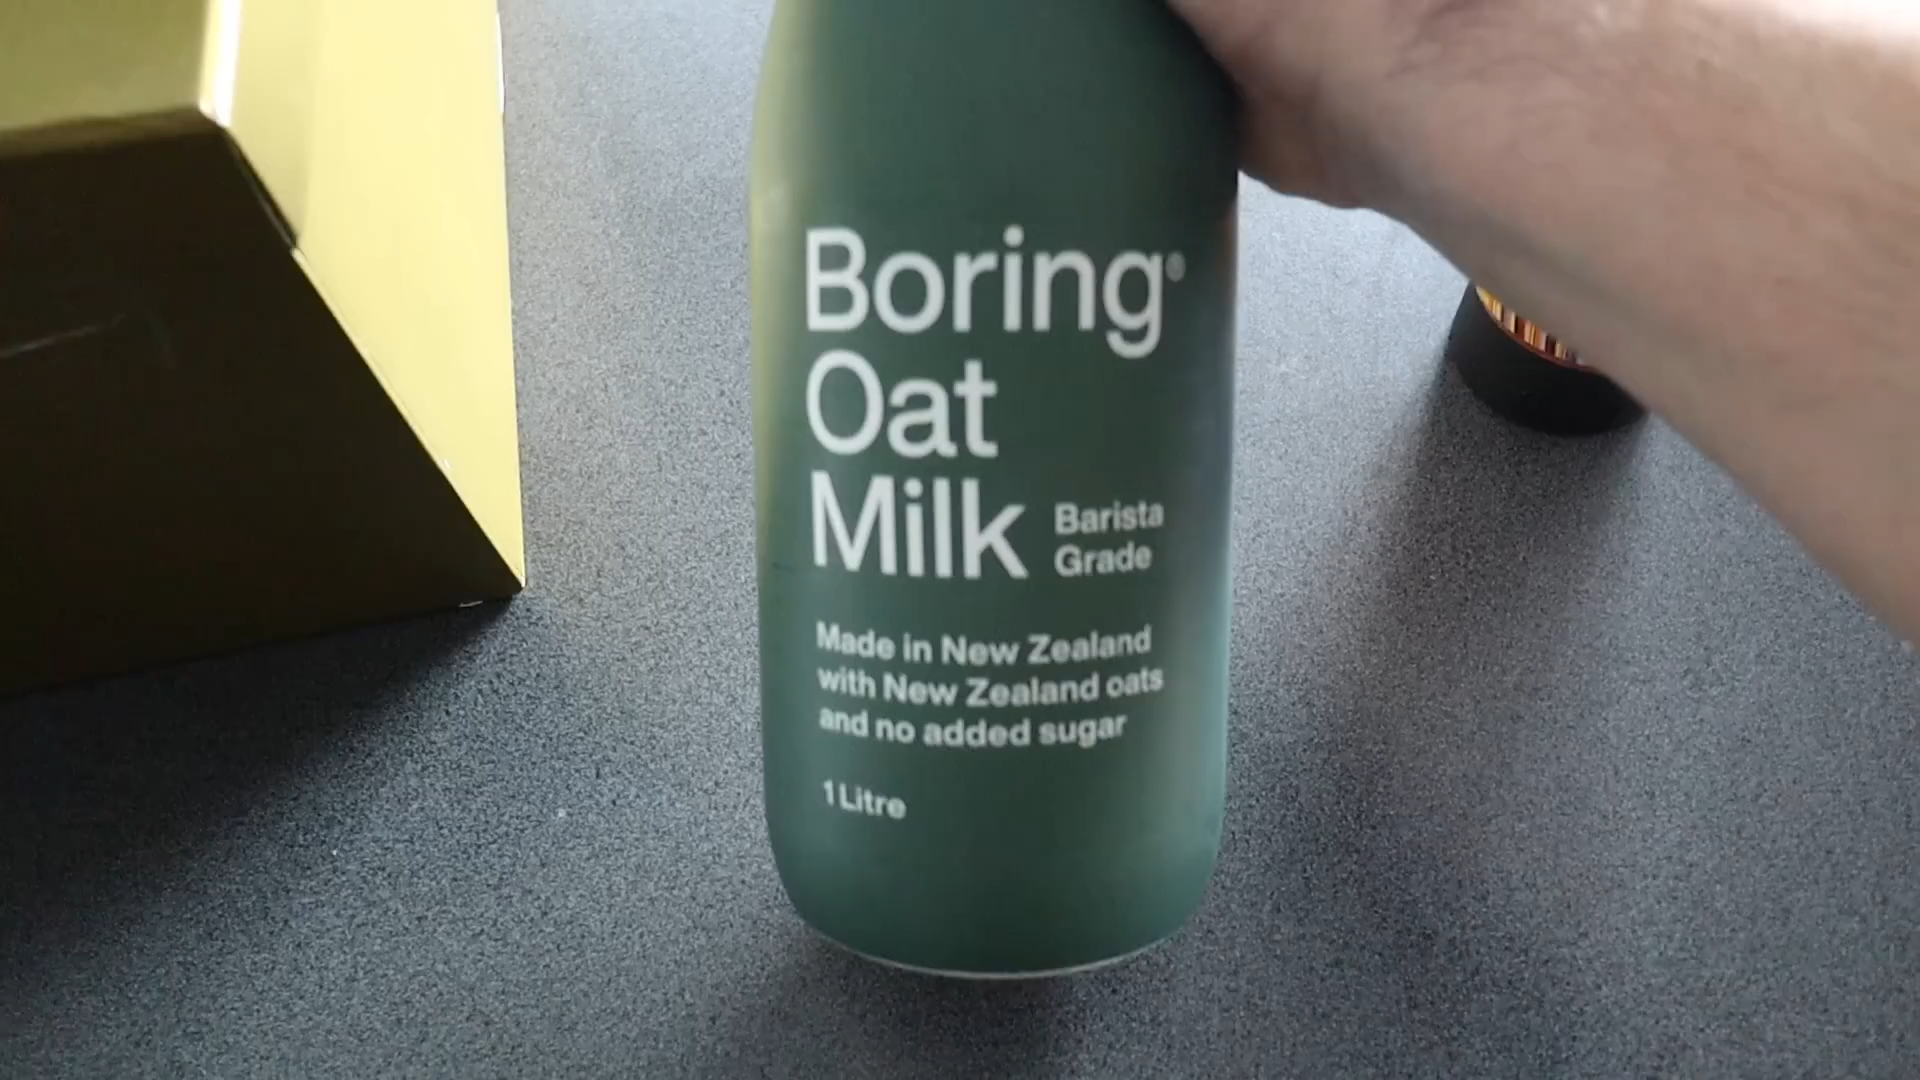 Boring®
Oat
Milk
Barista
Grade
Made in New Zealand
with New Zealand oats
and no added sugar
1 Litre